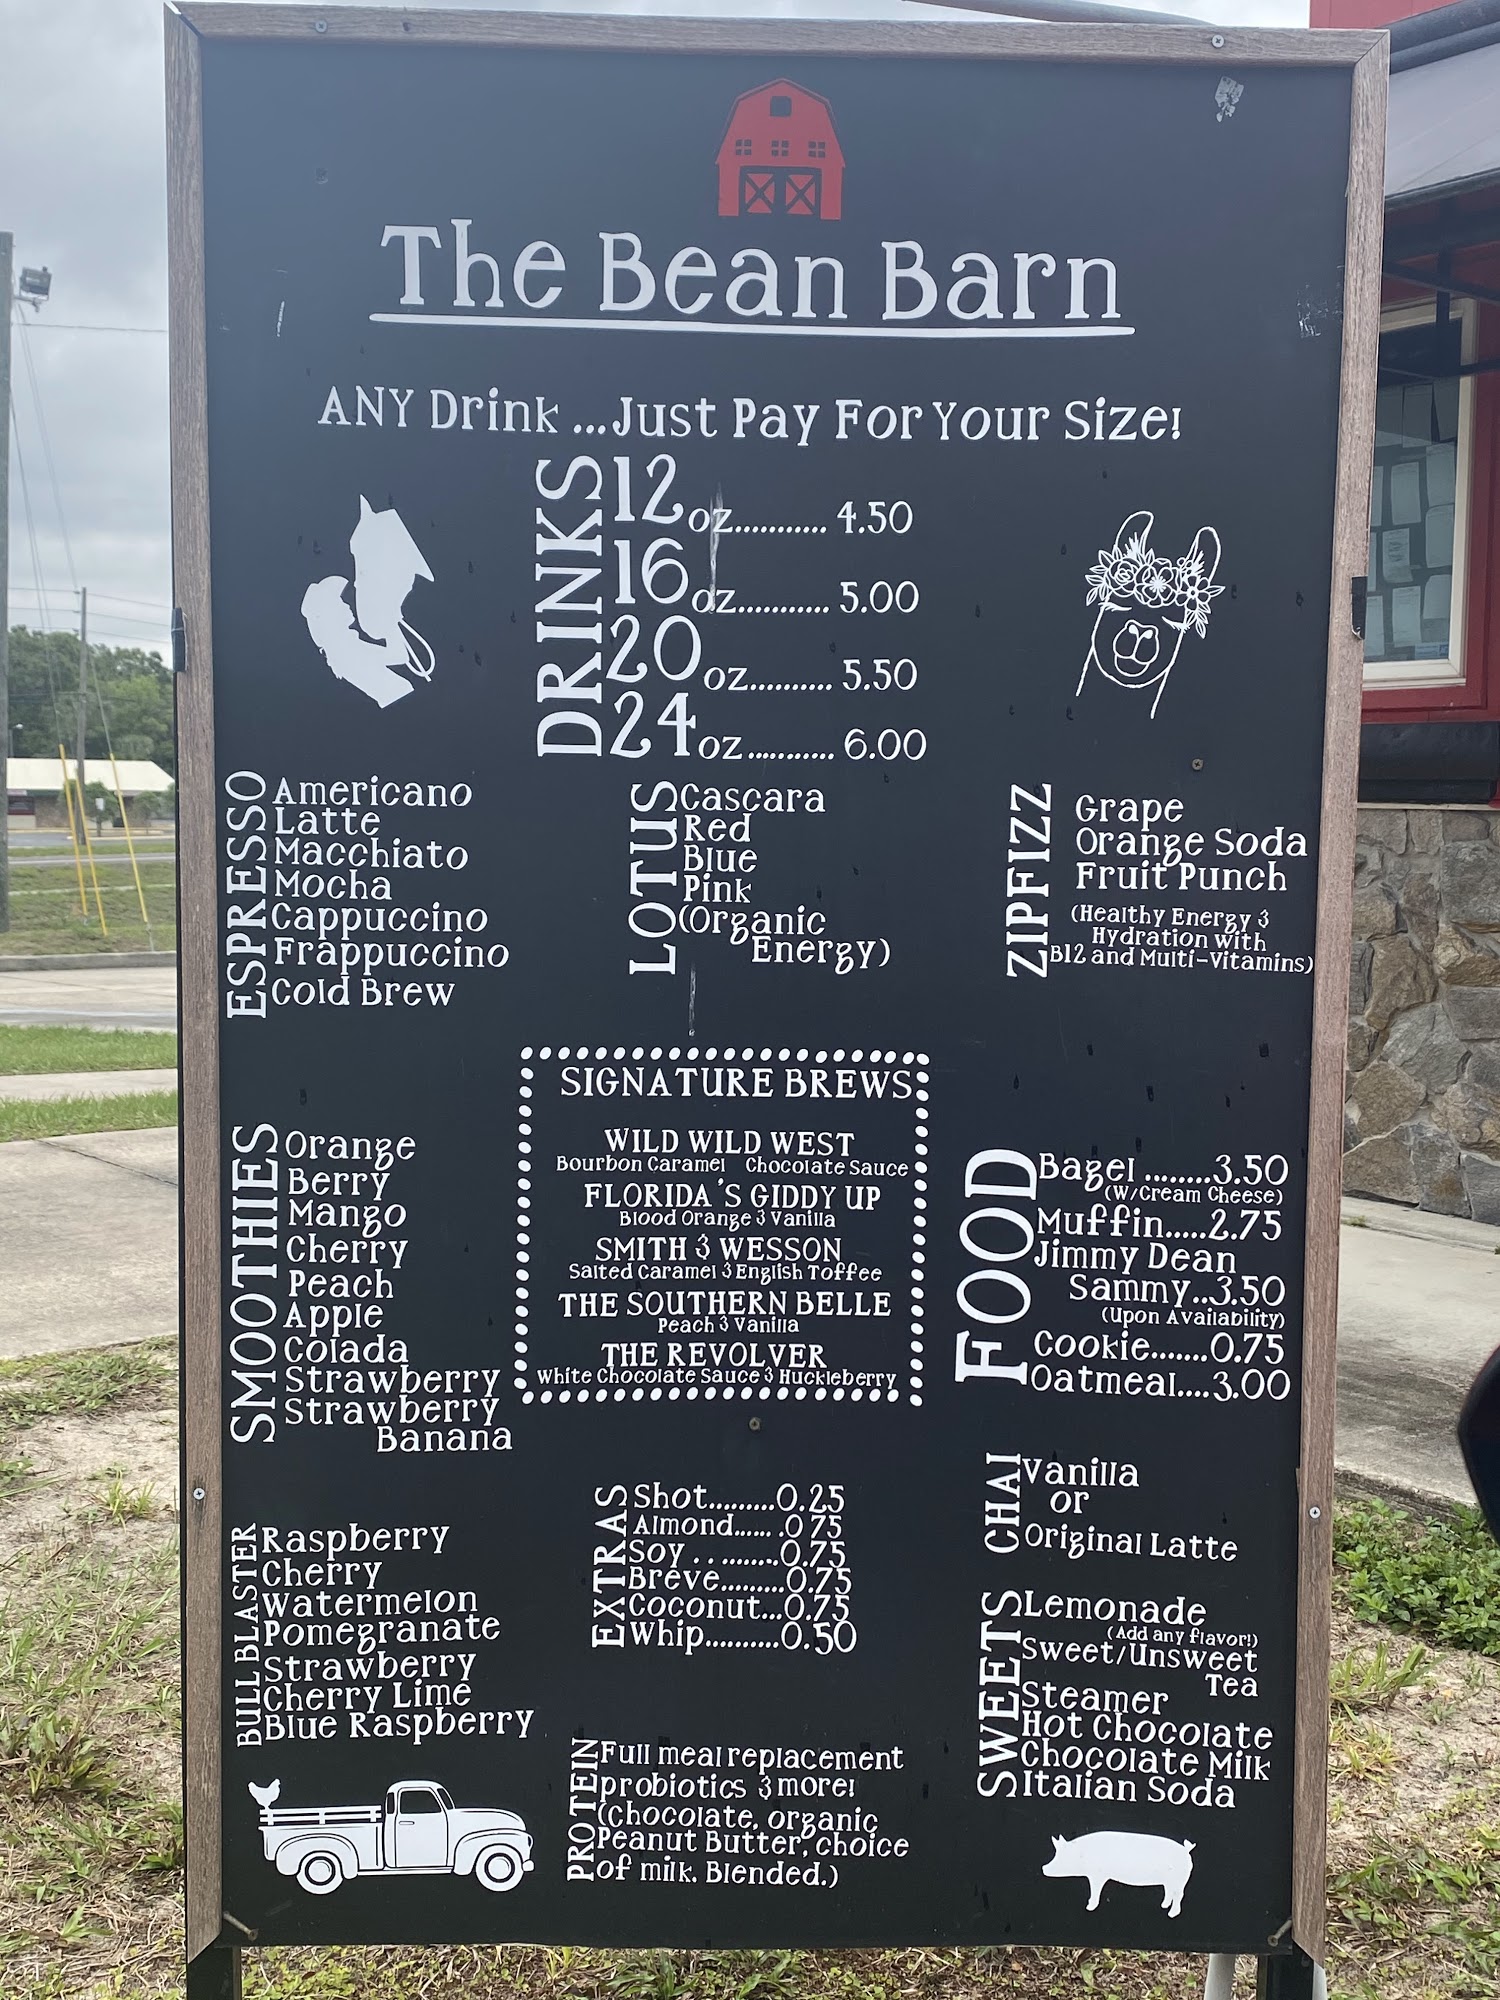 The Bean Barn
ANY Drink ...Just Pay For Your Size!
DRINKS
12 oz........... 4.50
16 oz........... 5.00
20 oz.......... 5.50
24 oz........... 6.00
ESPRESSO
Americano
Latte
Macchiato
Mocha
Cappuccino
Frappuccino
Cold Brew
LOTUS
Cascara
Red
Blue
Pink
(Organic
Energy)
ZIPFIZZ
Grape
Orange Soda
Fruit Punch
(Healthy Energy &
Hydration with
B12 and Multi-Vitamins)
SMOOTHIES
Orange
Berry
Mango
Cherry
Peach
Apple
Colada
Strawberry
Strawberry
Banana
SIGNATURE BREWS
WILD WILD WEST
Bourbon Caramel Chocolate Sauce
FLORIDA'S GIDDY UP
Blood Orange & Vanilla
SMITH & WESSON
Salted Caramel & English Toffee
THE SOUTHERN BELLE
Peach & Vanilla
THE REVOLVER
White Chocolate Sauce & Huckleberry
FOOD
Bagel ........3.50
(W/Cream Cheese)
Muffin.....2.75
Jimmy Dean
Sammy..3.50
(Upon Availability)
Cookie.......0.75
Oatmeal....3.00
BULL BLASTER
Raspberry
Cherry
Watermelon
Pomegranate
Strawberry
Cherry Lime
Blue Raspberry
EXTRAS
Shot.........0.25
Almond...... .0 75
Soy . . ........0.75
Breve.........0.75
Coconut...0.75
Whip..........0.50
CHAI
Vanilla
or
Original Latte
SWEETS
Lemonade
(Add any flavor!)
Sweet/Unsweet
Tea
Steamer
Hot Chocolate
Chocolate Milk
Italian Soda
PROTEIN
Full meal replacement
probiotics & more!
(Chocolate, organic
Peanut Butter, choice
of milk. Blended.)